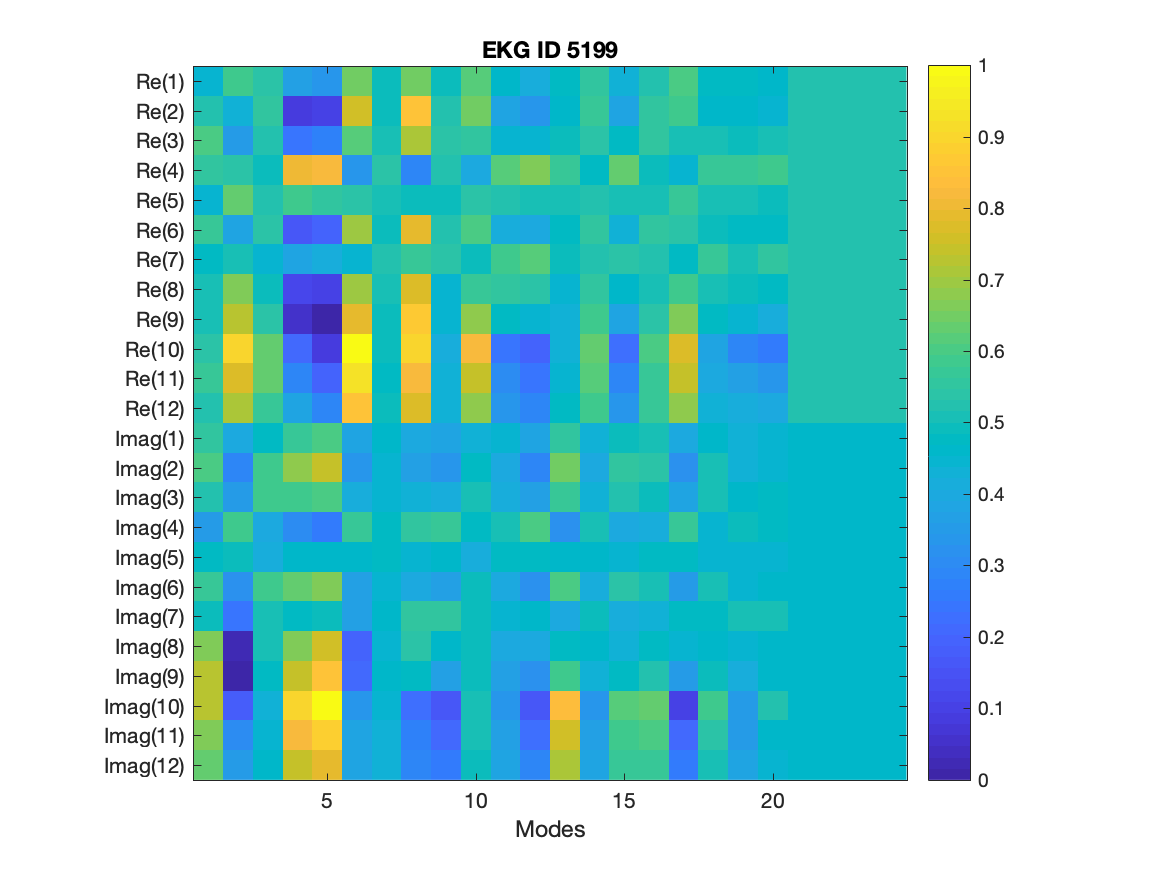 EKG ID 5199
Re(1)
Re(2)
Re(3)
Re(4)
Re(5)
Re(6)
Re(7)
Re(8)
Re(9)
Re(10)
Re(11)
Re(12)
Imag(1)
Imag(2)
Imag(3)
Imag(4)
Imag(5)
Imag(6)
Imag(7)
Imag(8)
Imag(9)
Imag(10)
Imag(11)
Imag(12)
5 10 15 20
Modes
1
0.9
0.8
0.7
0.6
0.5
0.4
0.3
0.2
0.1
0